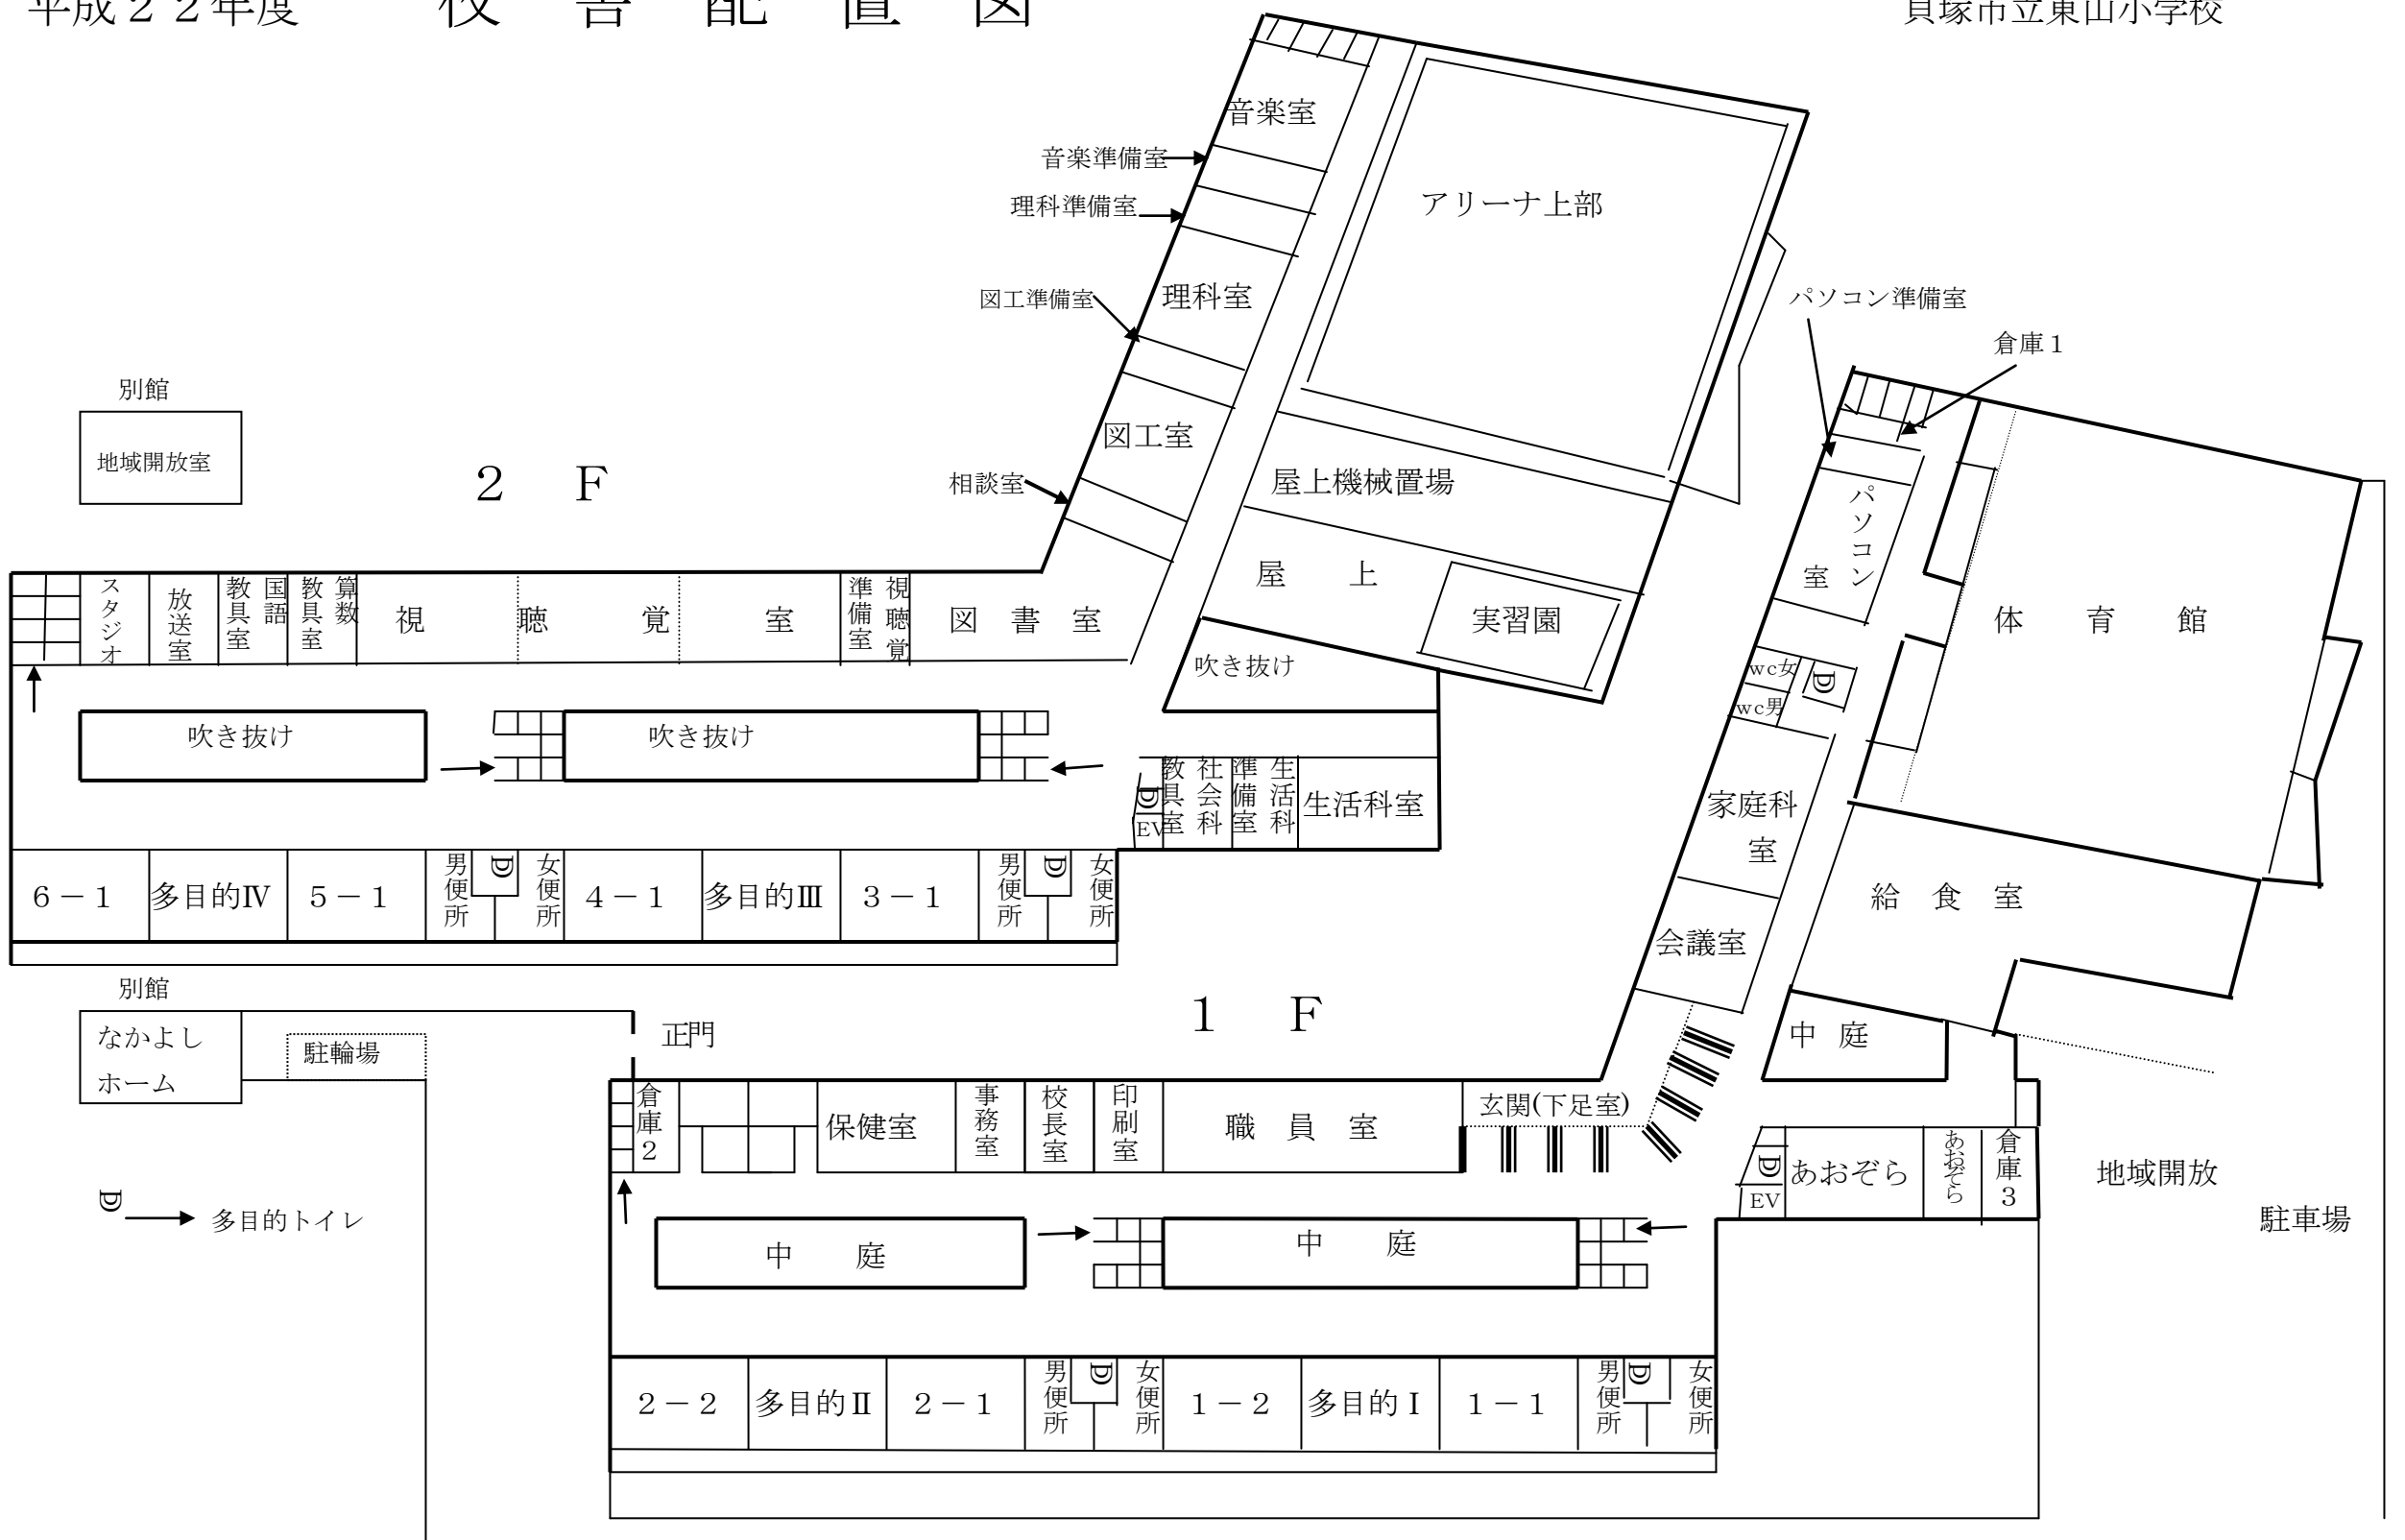 平成２２年度　校　舎　配　置　図　貝塚市立東山小学校
音楽室
音楽準備室
理科準備室
アリーナ上部
理科室
図工準備室
パソコン準備室
倉庫１
別館
地域開放室
２　Ｆ
図工室
相談室
屋上機械置場
パソコン
室
屋　　上
実習園
体　育　館
スタジオ
放送室
国語
教具室
算数
教具室
視　聴　覚　室
視聴覚
準備室
図　書　室
吹き抜け
wc女
wc男
吹き抜け
吹き抜け
EV
社会科
教具室
生活科
準備室
生活科室
家庭科
室
６－１
多目的Ⅳ
５－１
男便所
女便所
４－１
多目的Ⅲ
３－１
男便所
女便所
給　食　室
会議室
別館
なかよし
ホーム
駐輪場
正門
１　Ｆ
中　庭
倉庫２
保健室
事務室
校長室
印刷室
職　員　室
玄関(下足室)
EV
あおぞら
あおぞら
倉庫３
地域開放
駐車場
多目的トイレ
中　　庭
中　　庭
２－２
多目的Ⅱ
２－１
男便所
女便所
１－２
多目的Ⅰ
１－１
男便所
女便所